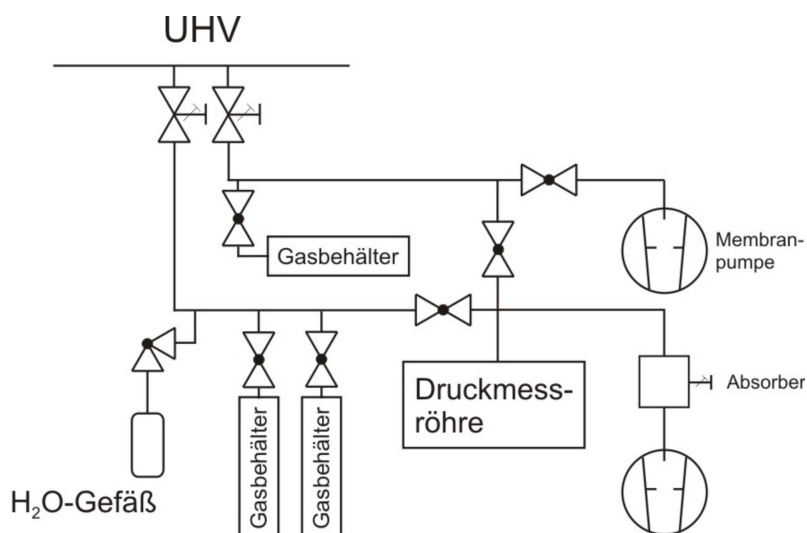 UHV
Gasbehälter
Membran-
pumpe
Druckmess-
röhre
Absorber
Gasbehälter
Gasbehälter
H₂O-Gefäß